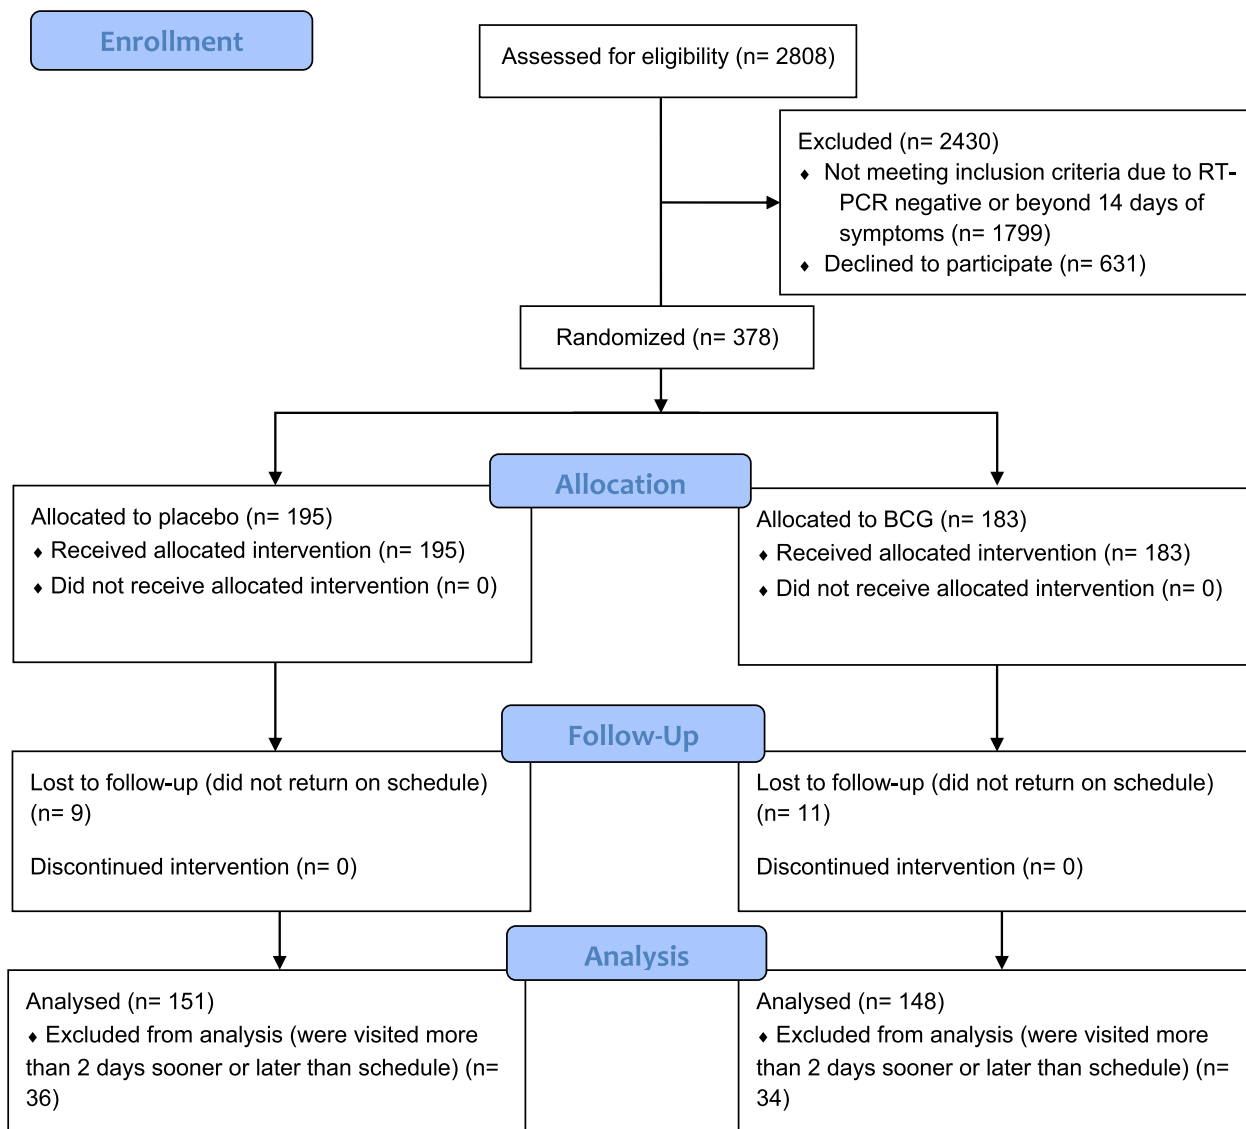 Enrollment
Assessed for eligibility (n= 2808)
Excluded (n= 2430)
♦ Not meeting inclusion criteria due to RT-
PCR negative or beyond 14 days of
symptoms (n= 1799)
♦ Declined to participate (n= 631)
Randomized (n= 378)
Allocation
Allocated to placebo (n= 195)
♦ Received allocated intervention (n= 195)
♦ Did not receive allocated intervention (n= 0)
Allocated to BCG (n= 183)
♦ Received allocated intervention (n= 183)
♦ Did not receive allocated intervention (n= 0)
Follow-Up
Lost to follow-up (did not return on schedule)
(n= 9)
Discontinued intervention (n= 0)
Lost to follow-up (did not return on schedule)
(n= 11)
Discontinued intervention (n= 0)
Analysis
Analysed (n= 151)
♦ Excluded from analysis (were visited more
than 2 days sooner or later than schedule) (n=
36)
Analysed (n= 148)
♦ Excluded from analysis (were visited more
than 2 days sooner or later than schedule) (n=
34)